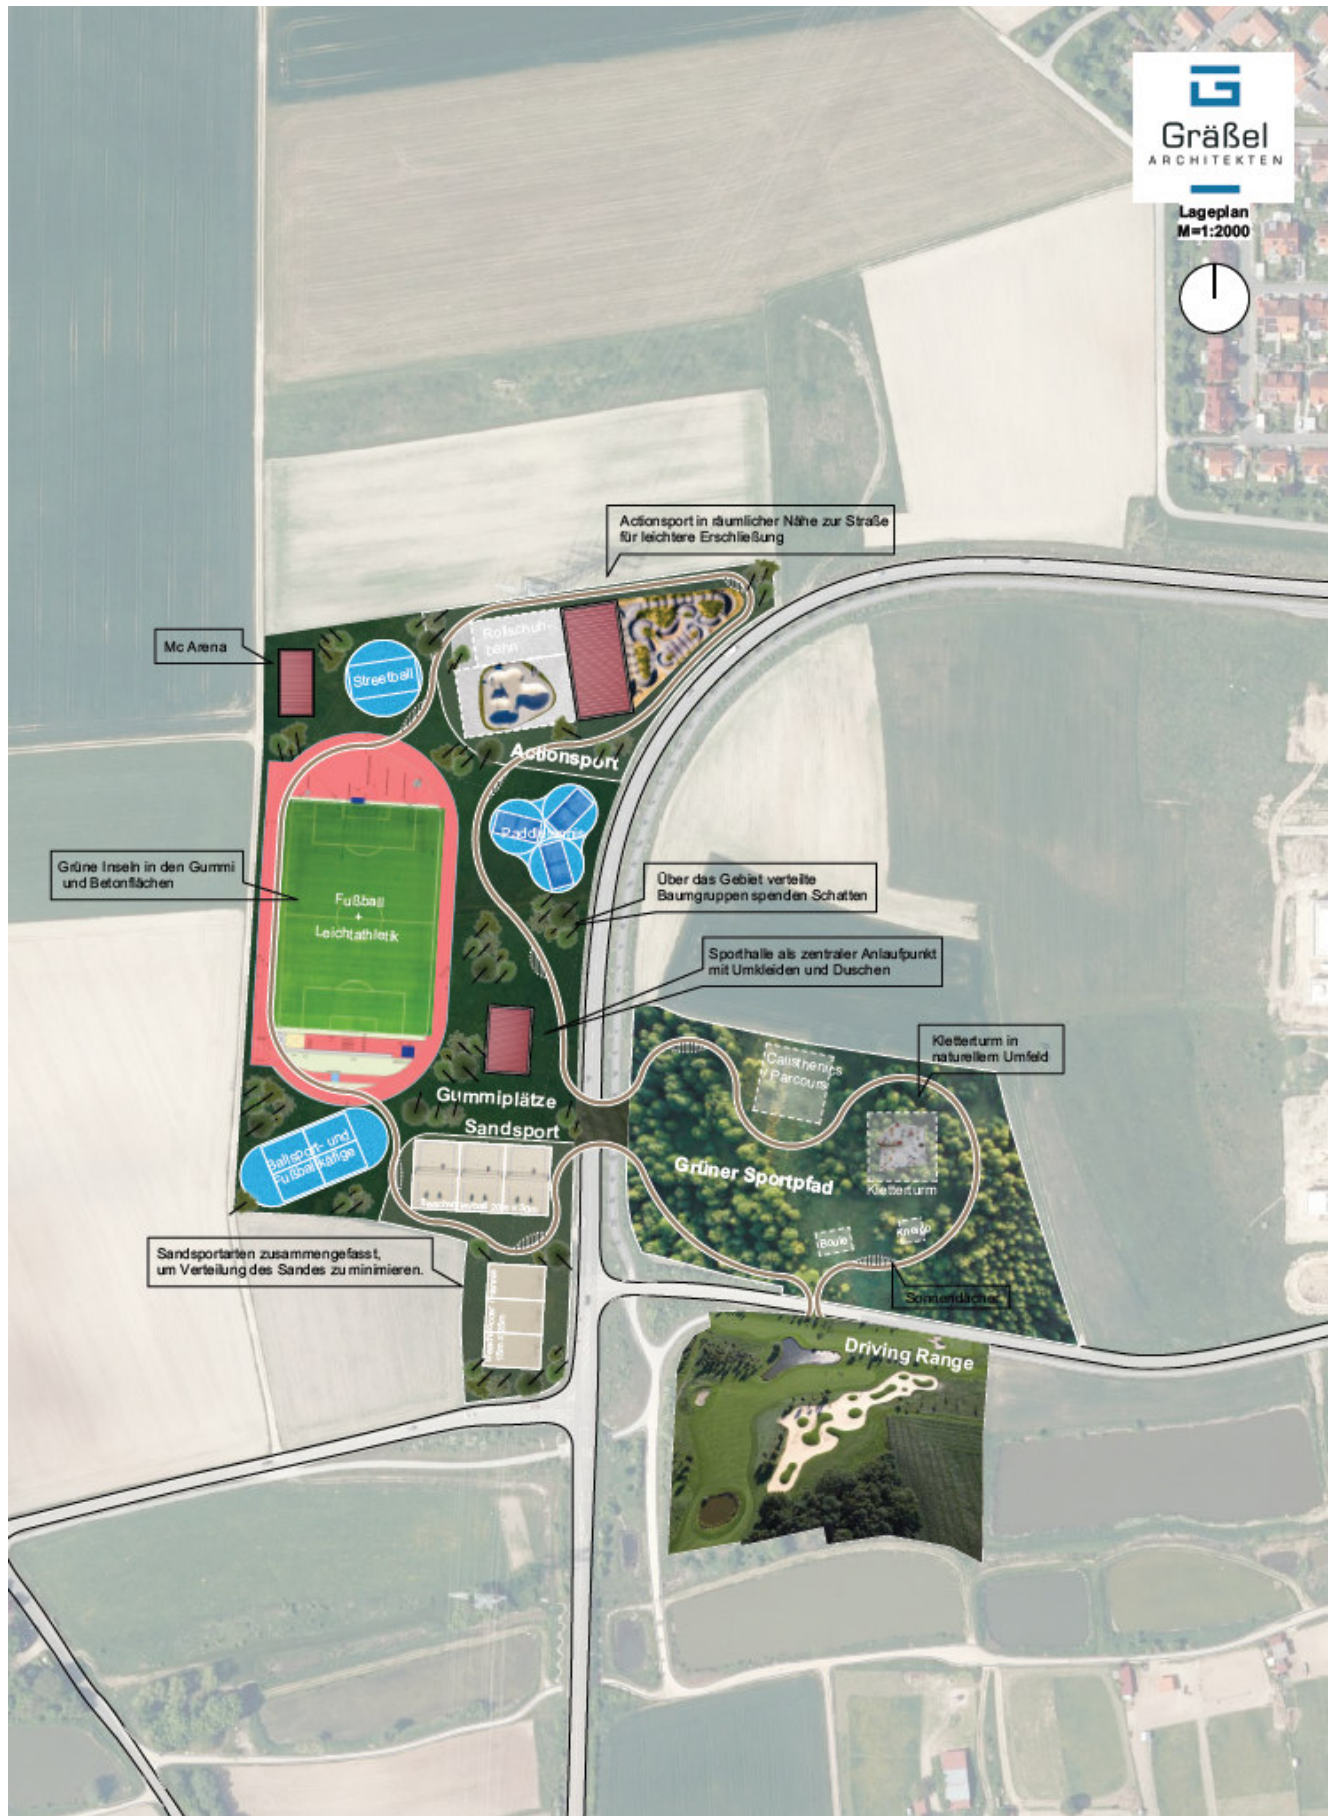 Gräßel
ARCHITEKTEN
Lageplan
M=1:2000
Actionsport in räumlicher Nähe zur Straße
für leichtere Erschließung
Mc Arena
Streetball
Rollschuh-
bahn
Actionsport
Grüne Inseln in den Gummi
und Betonflächen
Fußball
+
Leichtathletik
Über das Gebiet verteilte
Baumgruppen spenden Schatten
Sporthalle als zentraler Anlaufpunkt
mit Umkleiden und Duschen
Kletterturm in
naturellem Umfeld
Calisthenics
/ Parcours
Gummiplätze
Sandsport
Ballsport- und
Fußballkäfige
Grüner Sportpfad
Kletterturm
Boule
Kneipp
Sandsportarten zusammengefasst,
um Verteilung des Sandes zu minimieren.
Sonnendächer
Driving Range